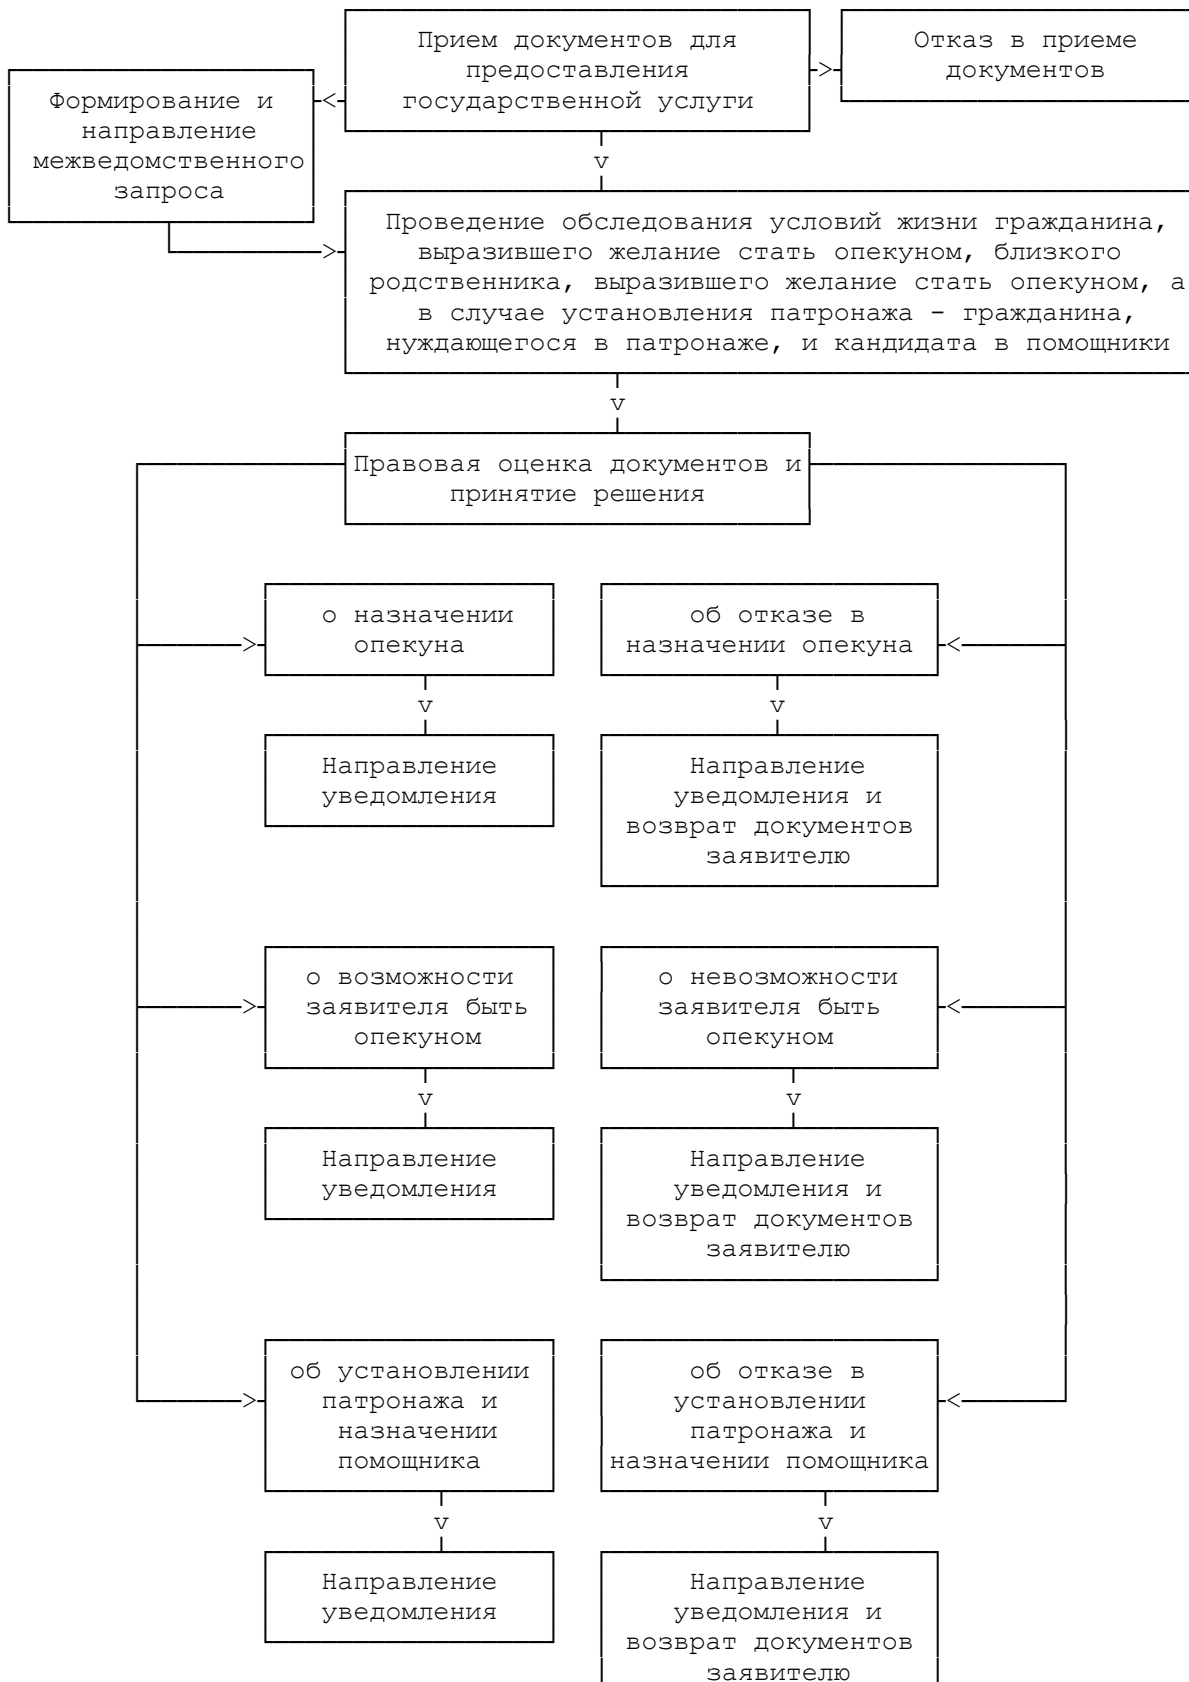 Прием документов для
предоставления
государственной услуги
Отказ в приеме
документов
Формирование и
направление
межведомственного
запроса
Проведение обследования условий жизни гражданина,
выразившего желание стать опекуном, близкого
родственника, выразившего желание стать опекуном, а
в случае установления патронажа - гражданина,
нуждающегося в патронаже, и кандидата в помощники
Правовая оценка документов и
принятие решения
о назначении
опекуна
об отказе в
назначении опекуна
Направление
уведомления
Направление
уведомления и
возврат документов
заявителю
о возможности
заявителя быть
опекуном
о невозможности
заявителя быть
опекуном
Направление
уведомления
Направление
уведомления и
возврат документов
заявителю
об установлении
патронажа и
назначении
помощника
об отказе в
установлении
патронажа и
назначении помощника
Направление
уведомления
Направление
уведомления и
возврат документов
заявителю